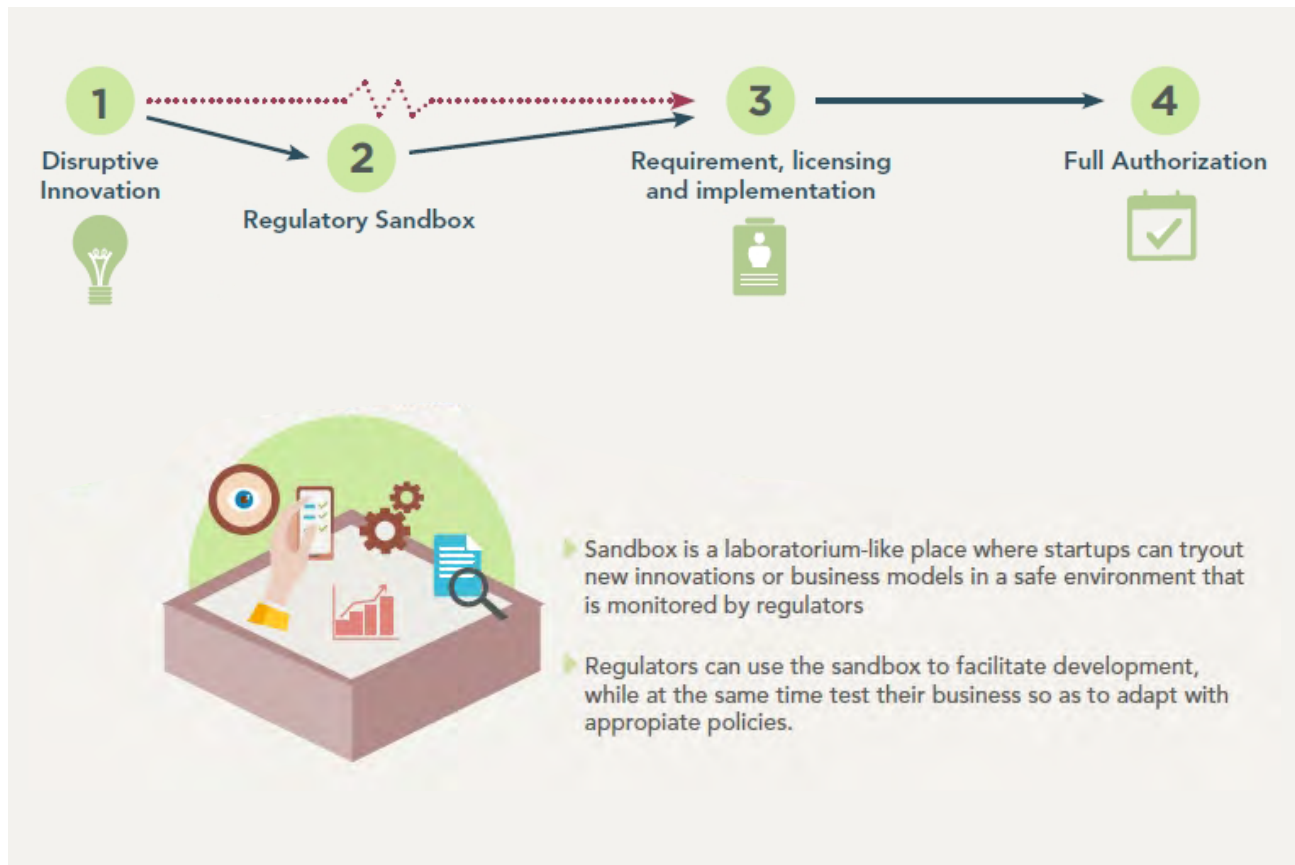 1
Disruptive
Innovation
2
Regulatory Sandbox
3
Requirement, licensing
and implementation
4
Full Authorization
Sandbox is a laboratorium-like place where startups can tryout
new innovations or business models in a safe environment that
is monitored by regulators
Regulators can use the sandbox to facilitate development,
while at the same time test their business so as to adapt with
appropiate policies.